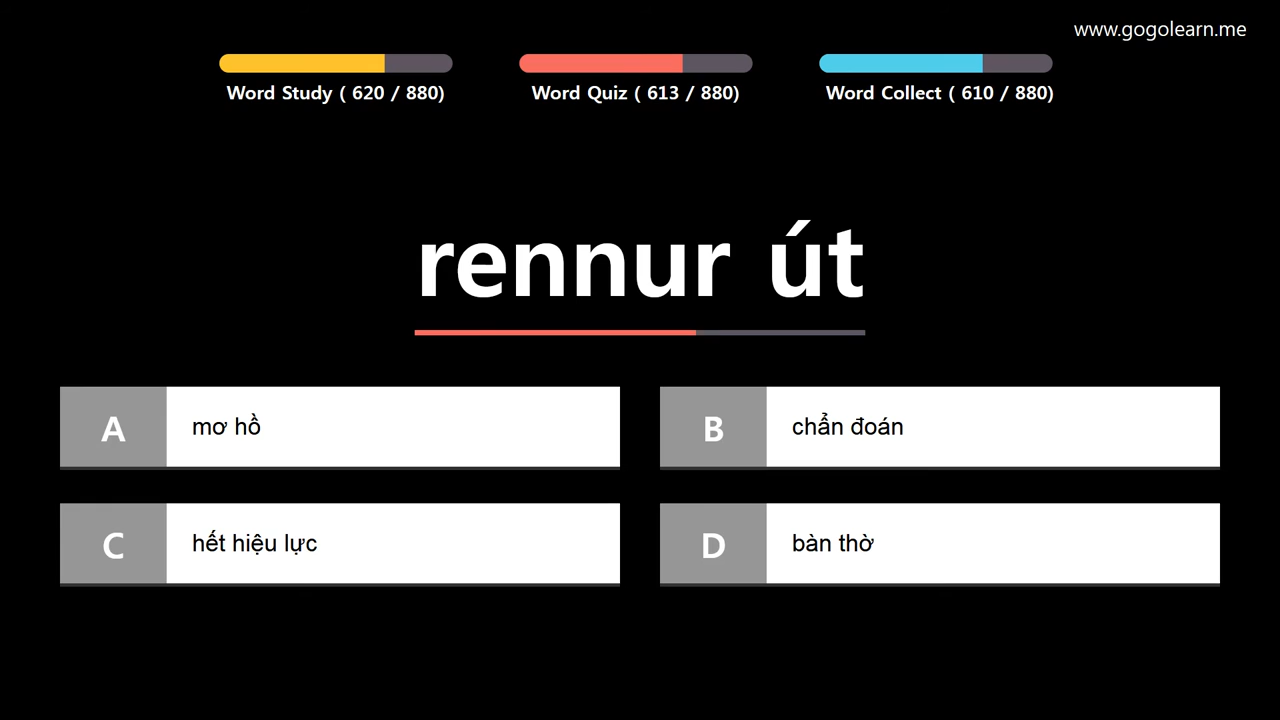 www.gogolearn.me
Word Study ( 620 / 880)
Word Quiz ( 613 / 880)
Word Collect ( 610 / 880)
rennur út
A
mơ hồ
B
chẩn đoán
C
hết hiệu lực
D
bàn thờ